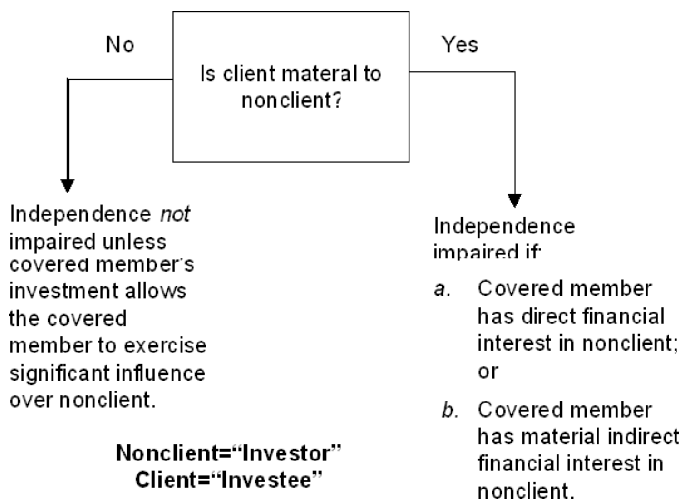 No
Yes
Is client materal to
nonclient?
Independence not
impaired unless
covered member's
investment allows
the covered
member to exercise
significant influence
over nonclient.
Independence
impaired if:
a. Covered member
has direct financial
interest in nonclient;
or
b. Covered member
has material indirect
financial interest in
nonclient.
Nonclient=“Investor”
Client=“Investee”